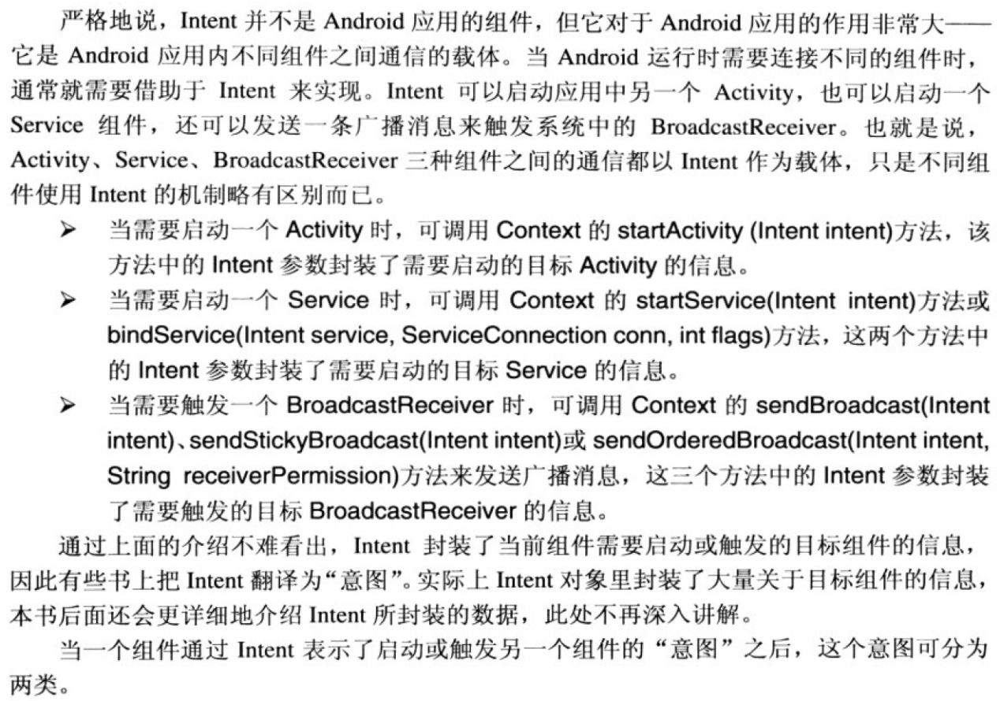 严格地说，Intent 并不是 Android 应用的组件，但它对于 Android 应用的作用非常大——
它是 Android 应用内不同组件之间通信的载体。当 Android 运行时需要连接不同的组件时，
通常就需要借助于 Intent 来实现。Intent 可以启动应用中另一个 Activity，也可以启动一个
Service 组件，还可以发送一条广播消息来触发系统中的 BroadcastReceiver。也就是说，
Activity、Service、BroadcastReceiver 三种组件之间的通信都以 Intent 作为载体，只是不同组
件使用 Intent 的机制略有区别而已。
➢ 当需要启动一个 Activity 时，可调用 Context 的 startActivity (Intent intent)方法，该
方法中的 Intent 参数封装了需要启动的目标 Activity 的信息。
➢ 当需要启动一个 Service 时，可调用 Context 的 startService(Intent intent)方法或
bindService(Intent service, ServiceConnection conn, int flags)方法，这两个方法中
的 Intent 参数封装了需要启动的目标 Service 的信息。
➢ 当需要触发一个 BroadcastReceiver 时，可调用 Context 的 sendBroadcast(Intent
intent)、sendStickyBroadcast(Intent intent)或 sendOrderedBroadcast(Intent intent,
String receiverPermission)方法来发送广播消息，这三个方法中的 Intent 参数封装
了需要触发的目标 BroadcastReceiver 的信息。
通过上面的介绍不难看出，Intent 封装了当前组件需要启动或触发的目标组件的信息，
因此有些书上把 Intent 翻译为“意图”。实际上 Intent 对象里封装了大量关于目标组件的信息，
本书后面还会更详细地介绍 Intent 所封装的数据，此处不再深入讲解。
当一个组件通过 Intent 表示了启动或触发另一个组件的“意图”之后，这个意图可分为
两类。